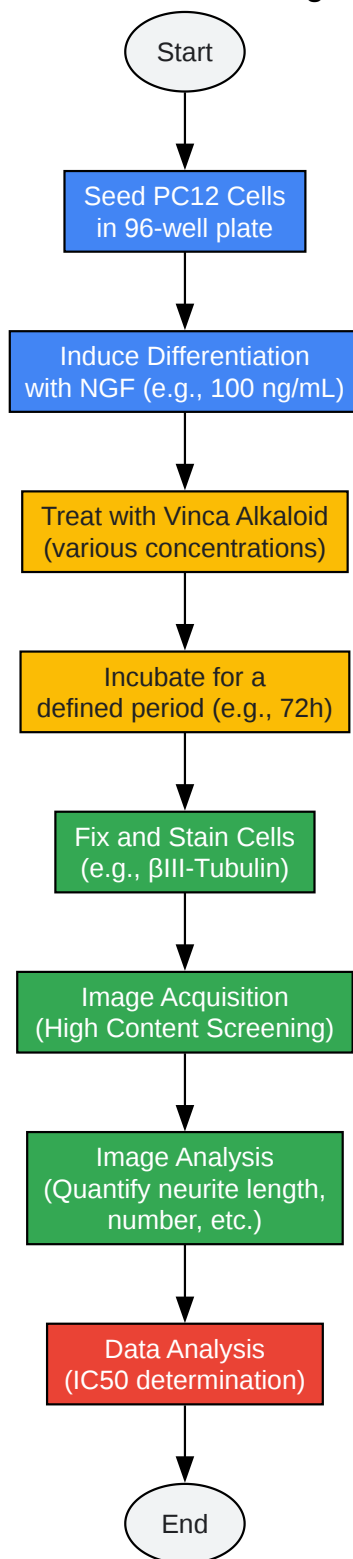 Start
Seed PC12 Cells
in 96-well plate
Induce Differentiation
with NGF (e.g., 100 ng/mL)
Treat with Vinca Alkaloid
(various concentrations)
Incubate for a
defined period (e.g., 72h)
Fix and Stain Cells
(e.g., βIII-Tubulin)
Image Acquisition
(High Content Screening)
Image Analysis
(Quantify neurite length,
number, etc.)
Data Analysis
(IC50 determination)
End